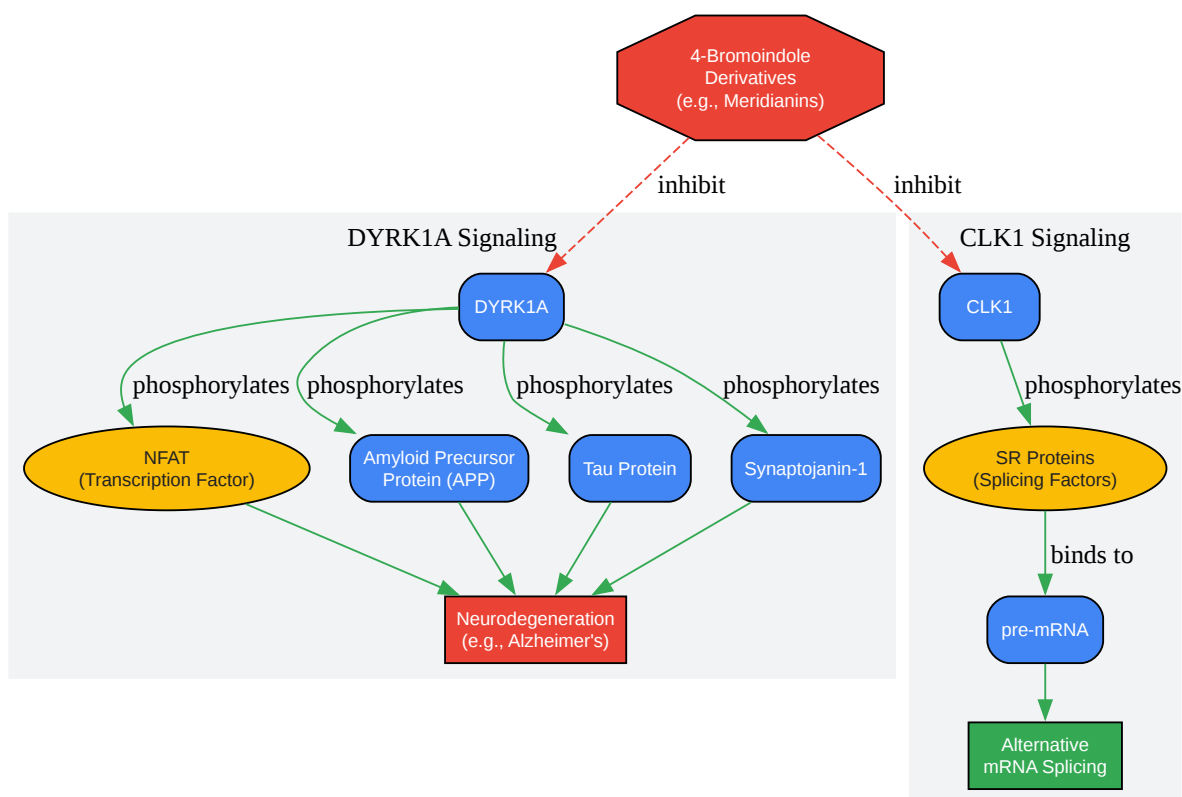 4-Bromoindole
Derivatives
(e.g., Meridianins)
inhibit
inhibit
DYRK1A Signaling
CLK1 Signaling
DYRK1A
CLK1
phosphorylates
phosphorylates
phosphorylates
phosphorylates
phosphorylates
NFAT
(Transcription Factor)
Amyloid Precursor
Protein (APP)
Tau Protein
Synaptojanin-1
SR Proteins
(Splicing Factors)
binds to
Neurodegeneration
(e.g., Alzheimer's)
pre-mRNA
Alternative
mRNA Splicing